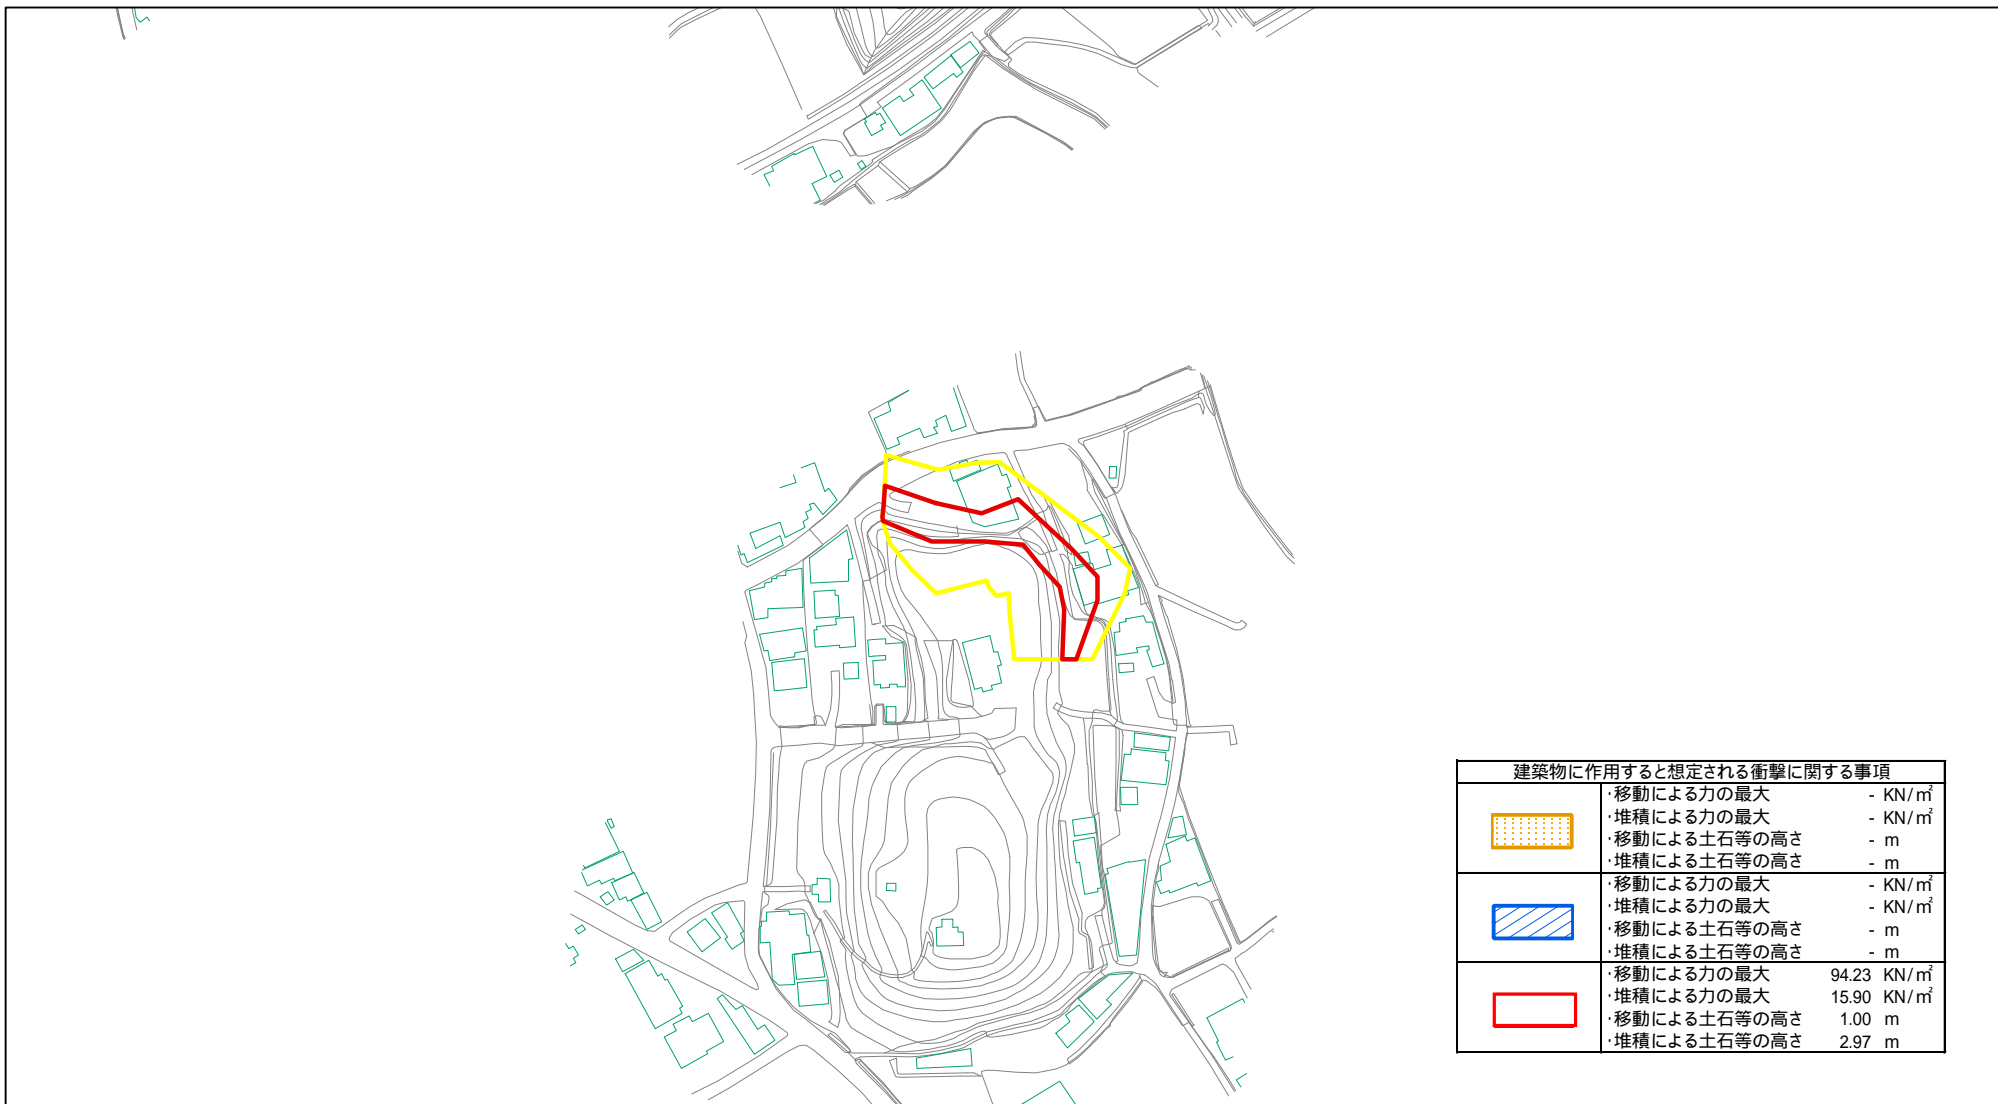 建築物に作用すると想定される衝撃に関する事項
・移動による力の最大 - KN/㎡
・堆積による力の最大 - KN/㎡
・移動による土石等の高さ - m
・堆積による土石等の高さ - m
・移動による力の最大 - KN/㎡
・堆積による力の最大 - KN/㎡
・移動による土石等の高さ - m
・堆積による土石等の高さ - m
・移動による力の最大 94.23 KN/㎡
・堆積による力の最大 15.90 KN/㎡
・移動による土石等の高さ 1.00 m
・堆積による土石等の高さ 2.97 m